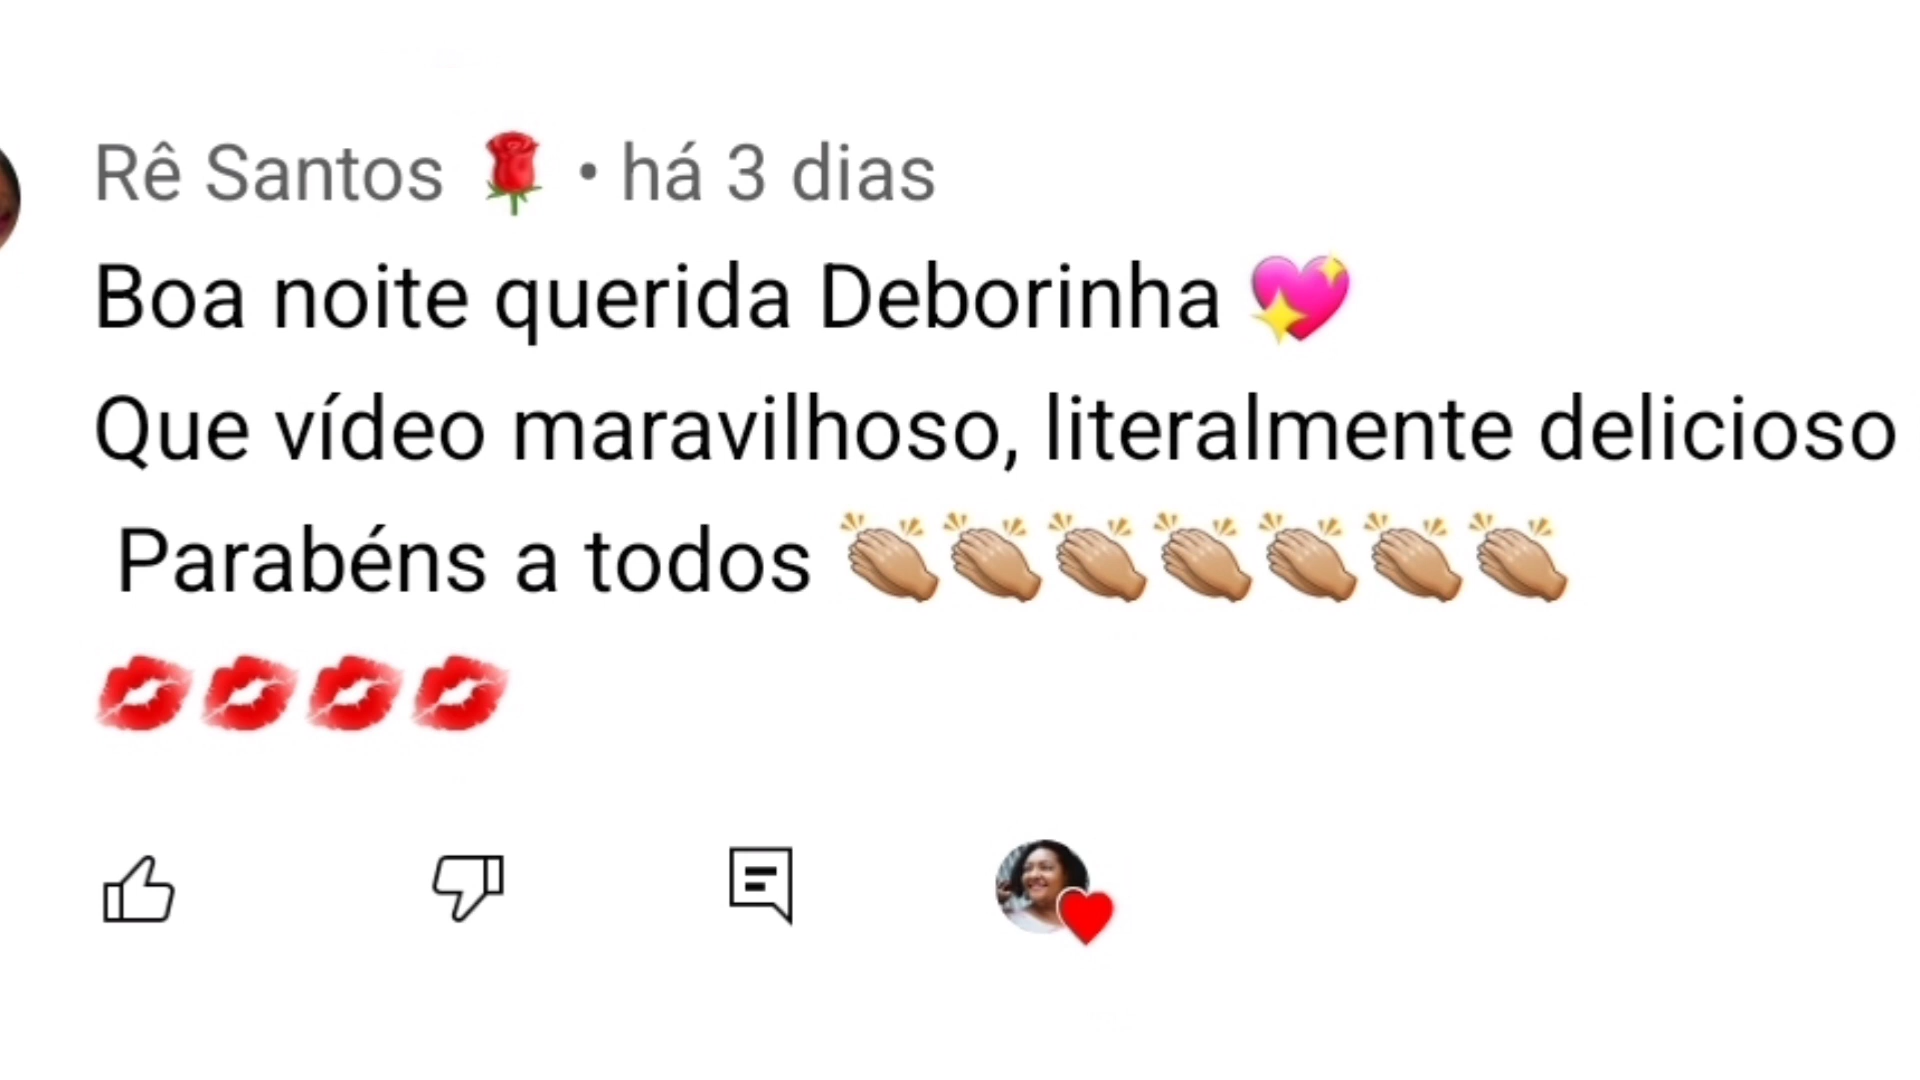 Rê Santos 🌹 • há 3 dias
Boa noite querida Deborinha 💖
Que vídeo maravilhoso, literalmente delicioso
Parabéns a todos 👏🏼👏🏼👏🏼👏🏼👏🏼👏🏼👏🏼
💋💋💋💋